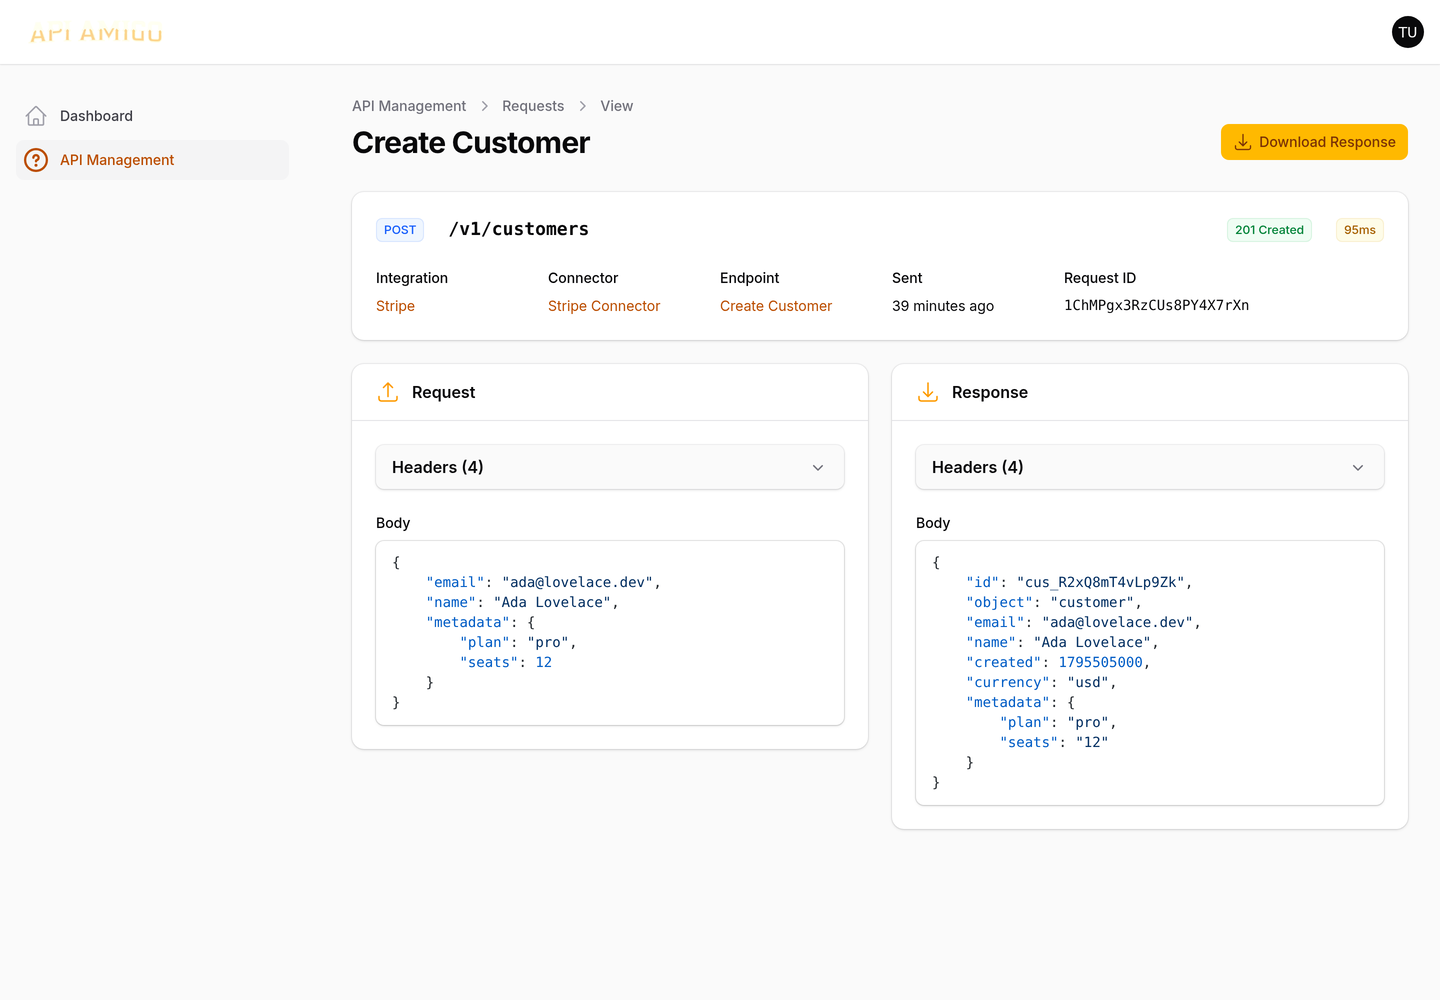 API AMIGO
TU
Dashboard
API Management
API Management > Requests > View
Create Customer
Download Response
POST /v1/customers 201 Created 95ms
Integration Connector Endpoint Sent Request ID
Stripe Stripe Connector Create Customer 39 minutes ago 1ChMPgx3RzCUs8PY4X7rXn
Request
Headers (4)
Body
{
    "email": "ada@lovelace.dev",
    "name": "Ada Lovelace",
    "metadata": {
        "plan": "pro",
        "seats": 12
    }
}
Response
Headers (4)
Body
{
    "id": "cus_R2xQ8mT4vLp9Zk",
    "object": "customer",
    "email": "ada@lovelace.dev",
    "name": "Ada Lovelace",
    "created": 1795505000,
    "currency": "usd",
    "metadata": {
        "plan": "pro",
        "seats": "12"
    }
}